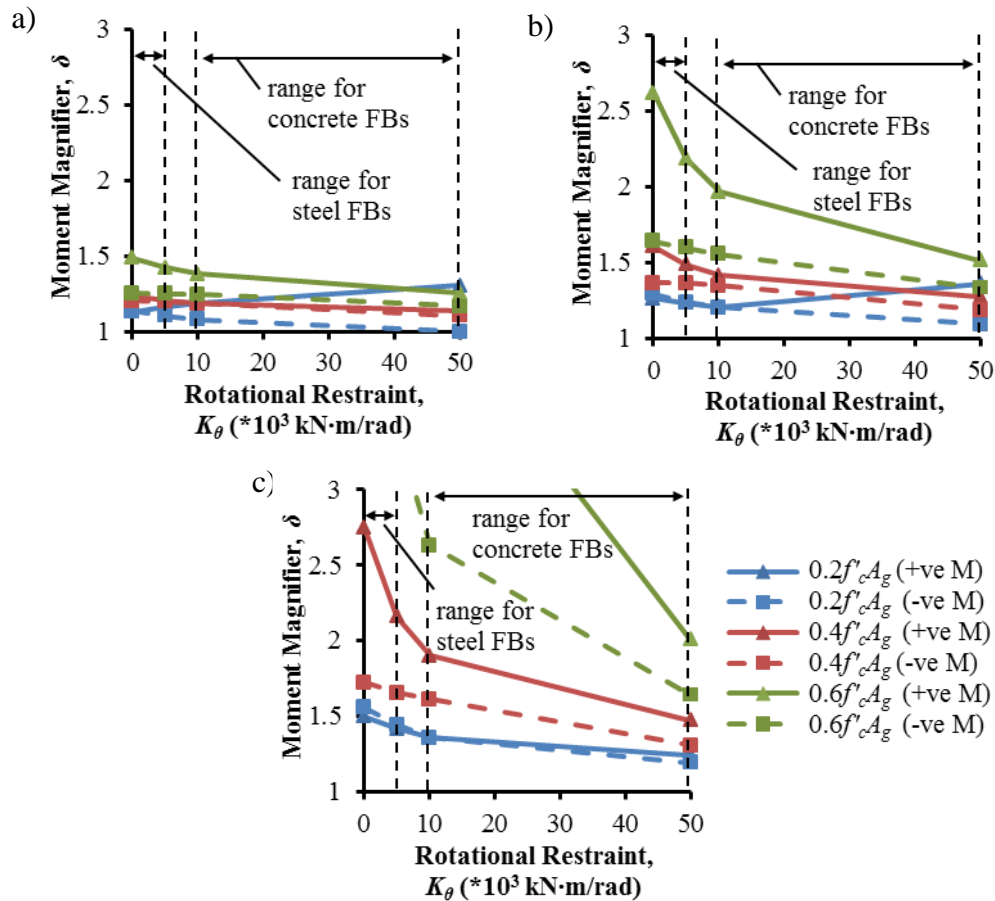 a)
3
2.5
2
1.5
1
Moment Magnifier, δ
range for
concrete FBs
range for
steel FBs
0 10 20 30 40 50
Rotational Restraint,
Kθ (*10³ kN·m/rad)
b)
3
2.5
2
1.5
1
Moment Magnifier, δ
range for
concrete FBs
range for
steel FBs
0 10 20 30 40 50
Rotational Restraint,
Kθ (*10³ kN·m/rad)
c)
3
2.5
2
1.5
1
Moment Magnifier, δ
range for
concrete FBs
range for
steel FBs
0 10 20 30 40 50
Rotational Restraint,
Kθ (*10³ kN·m/rad)
0.2f'cAg (+ve M)
0.2f'cAg (-ve M)
0.4f'cAg (+ve M)
0.4f'cAg (-ve M)
0.6f'cAg (+ve M)
0.6f'cAg (-ve M)